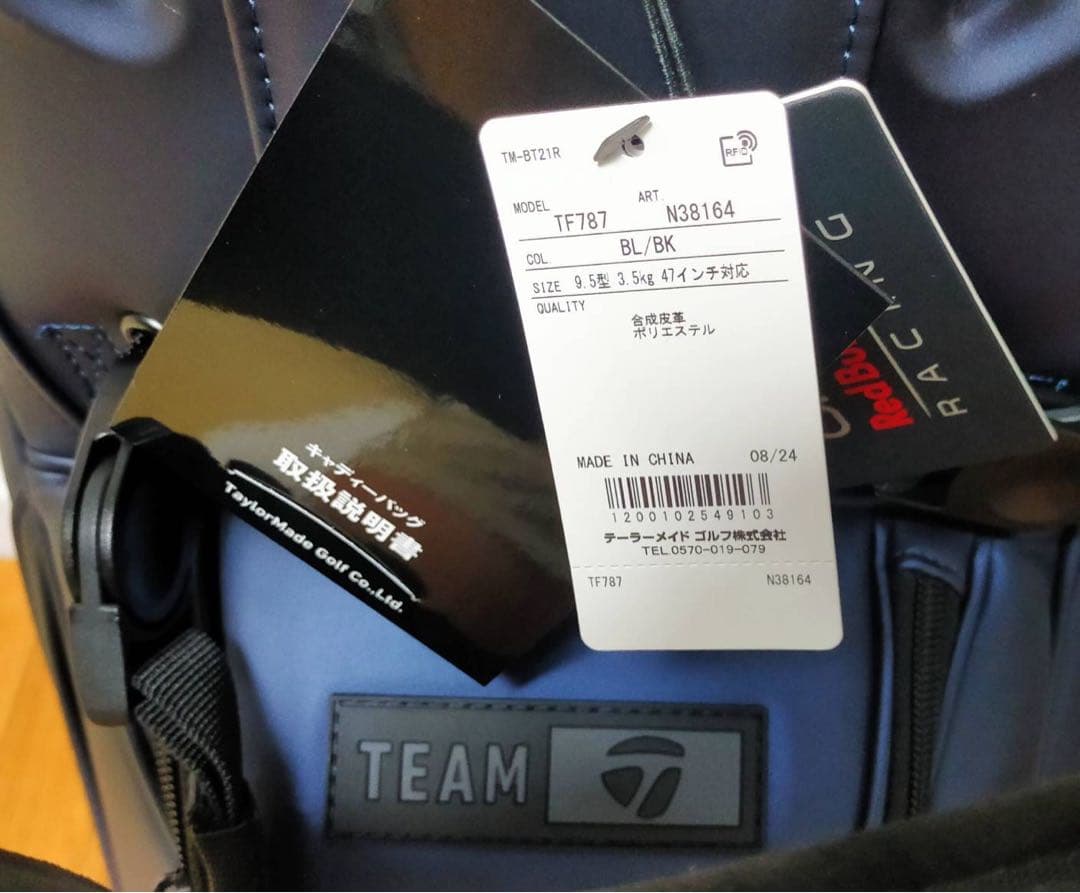 TM-BT21R
RFID
MODEL TF787 ART. N38164
COL BL/BK
SIZE 9.5型 3.5kg 47インチ対応
QUALITY
合成皮革
ポリエステル
MADE IN CHINA 08/24
1200102549103
テーラーメイド ゴルフ株式会社
TEL.0570-019-079
TF787 N38164
キャディーバッグ
取扱説明書
TaylorMade Golf Co.,Ltd.
RACING
TEAM